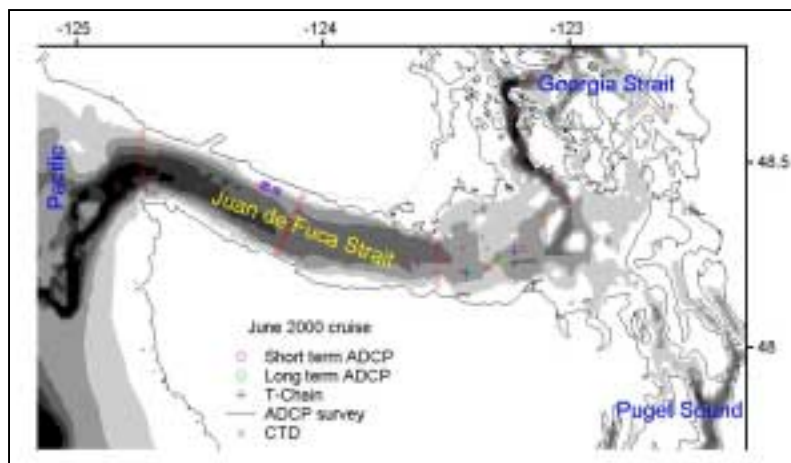 -125
-124
-123
Georgia Strait
48.5
Pacific
Juan de Fuca Strait
June 2000 cruise
Short term ADCP
Long term ADCP
T-Chain
ADCP survey
CTD
48
Puget Sound